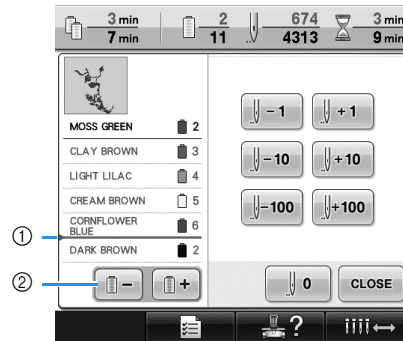 3 min 2 674 3 min
7 min 11 4313 9 min
MOSS GREEN 2
CLAY BROWN 3
LIGHT LILAC 4
CREAM BROWN 5
CORNFLOWER
BLUE 6
DARK BROWN 2
①
②
- +
-1 +1
-10 +10
-100 +100
0 CLOSE
?